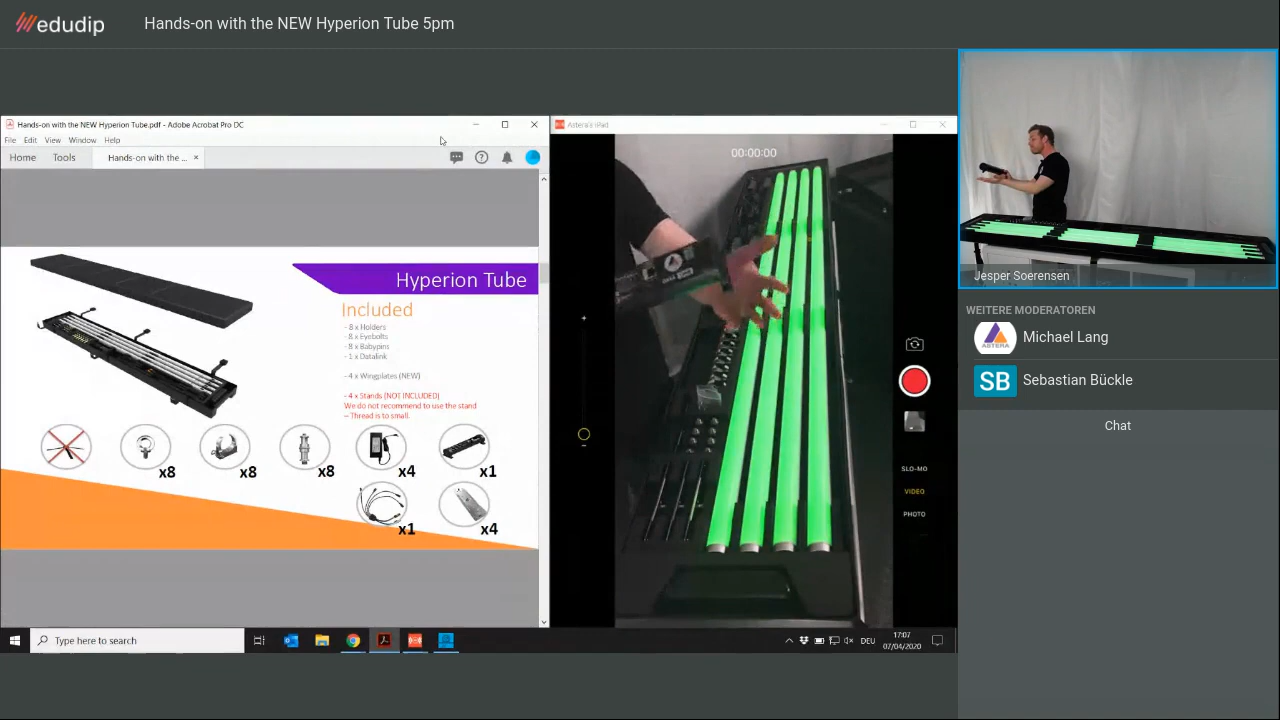 edudip
Hands-on with the NEW Hyperion Tube 5pm
Hands-on with the NEW Hyperion Tube.pdf - Adobe Acrobat Pro DC
File Edit View Window Help
Home Tools Hands-on with the ... ×
Hyperion Tube
Included
- 8 x Holders
- 8 x Eyebolts
- 8 x Babypins
- 1 x Datalink
- 4 x Wingplates (NEW)
- 4 x Stands (NOT INCLUDED)
We do not recommend to use the stand
– Thread is to small.
x8
x8
x8
x4
x1
x1
x4
Astera's iPad
00:00:00
ASTERA
SLO-MO
VIDEO
PHOTO
Type here to search
DEU
17:07
07/04/2020
Jesper Soerensen
WEITERE MODERATOREN
ASTERA
Michael Lang
SB
Sebastian Bückle
Chat